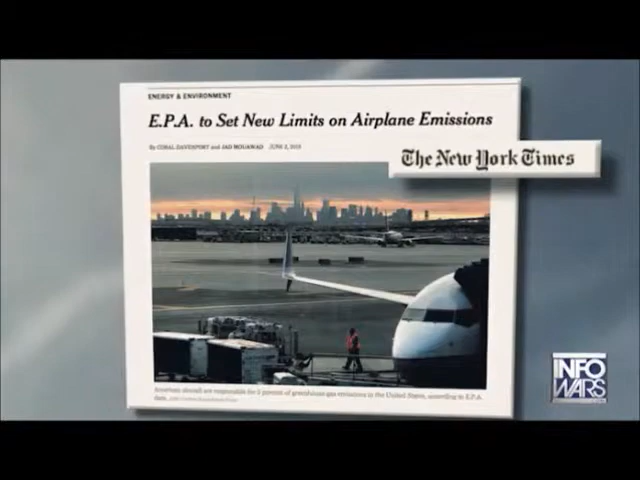 ENERGY & ENVIRONMENT
E.P.A. to Set New Limits on Airplane Emissions
By CORAL DAVENPORT and JAD MOUAWAD JUNE 2, 2015
The New York Times
American aircraft are responsible for 3 percent of greenhouse gas emissions in the United States, according to E.P.A.
data.
INFO
WARS